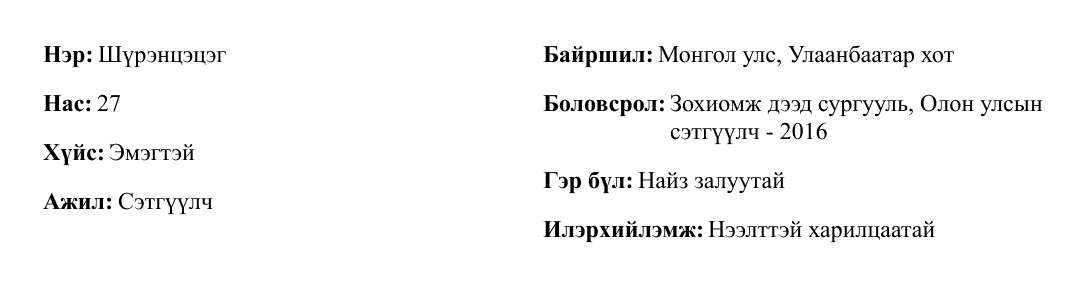 Нэр: Шүрэнцэцэг
Нас: 27
Хүйс: Эмэгтэй
Ажил: Сэтгүүлч
Байршил: Монгол улс, Улаанбаатар хот
Боловсрол: Зохиомж дээд сургууль, Олон улсын
сэтгүүлч - 2016
Гэр бүл: Найз залуутай
Илэрхийлэмж: Нээлттэй харилцаатай